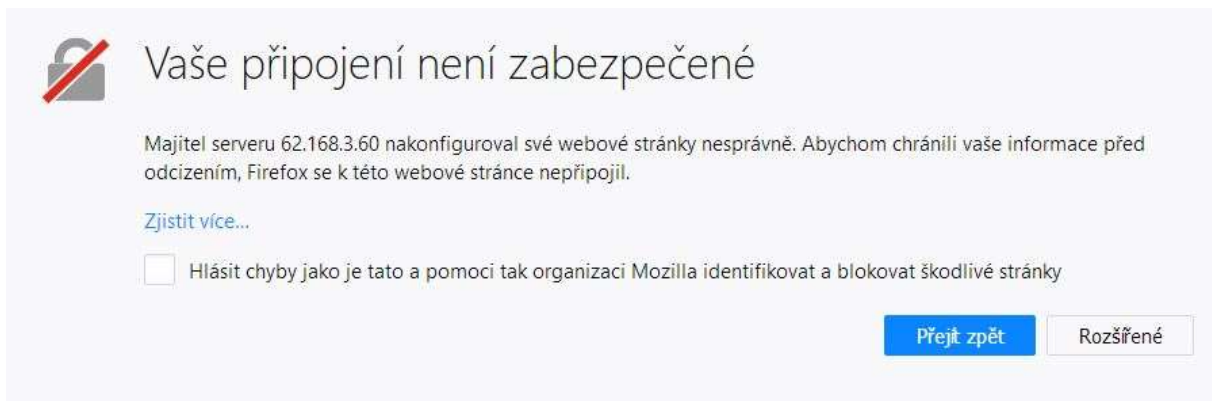 Vaše připojení není zabezpečené
Majitel serveru 62.168.3.60 nakonfiguroval své webové stránky nesprávně. Abychom chránili vaše informace před
odcizením, Firefox se k této webové stránce nepřipojil.
Zjistit více...
Hlásit chyby jako je tato a pomoci tak organizaci Mozilla identifikovat a blokovat škodlivé stránky
Přejít zpět
Rozšířené